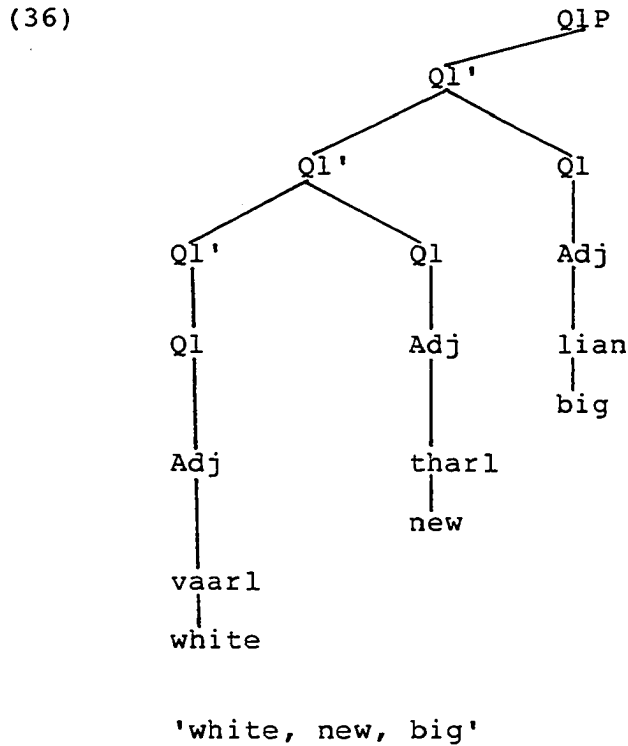 (36) QlP
Ql'
Ql' Ql
Ql' Ql Adj
Ql Adj lian
big
Adj tharl
new
vaarl
white
'white, new, big'